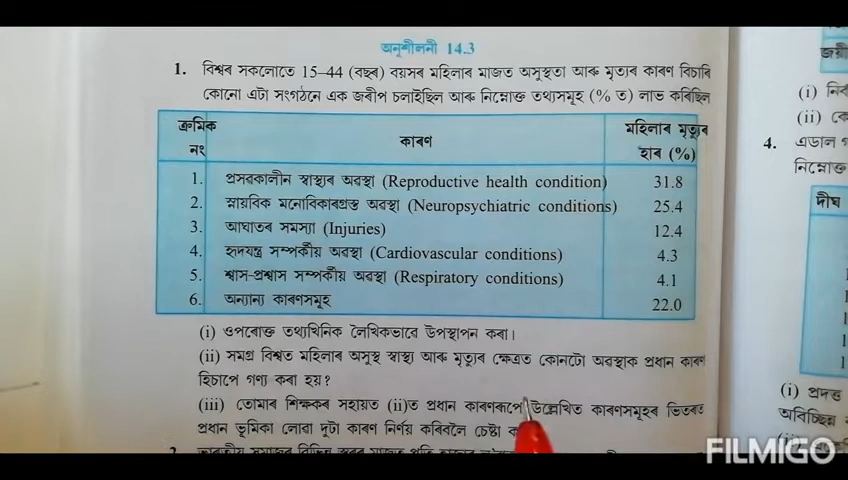 অনুশীলনী 14.3
1. বিশ্বৰ সকলোতে 15–44 (বছৰ) বয়সৰ মহিলাৰ মাজত অসুস্থতা আৰু মৃত্যুৰ কাৰণ বিচাৰি
কোনো এটা সংগঠনে এক জৰীপ চলাইছিল আৰু নিম্নোক্ত তথ্যসমূহ (% ত) লাভ কৰিছিল
ক্ৰমিক নং কাৰণ মহিলাৰ মৃত্যুৰ হাৰ (%)
1. প্ৰসৱকালীন স্বাস্থ্যৰ অৱস্থা (Reproductive health condition) 31.8
2. স্নায়বিক মনোবিকাৰগ্ৰস্ত অৱস্থা (Neuropsychiatric conditions) 25.4
3. আঘাতৰ সমস্যা (Injuries) 12.4
4. হৃদযন্ত্ৰ সম্পৰ্কীয় অৱস্থা (Cardiovascular conditions) 4.3
5. শ্বাস-প্ৰশ্বাস সম্পৰ্কীয় অৱস্থা (Respiratory conditions) 4.1
6. অন্যান্য কাৰণসমূহ 22.0
(i) ওপৰোক্ত তথ্যখিনিক লৈখিকভাৱে উপস্থাপন কৰা।
(ii) সমগ্ৰ বিশ্বত মহিলাৰ অসুস্থ স্বাস্থ্য আৰু মৃত্যুৰ ক্ষেত্ৰত কোনটো অৱস্থাক প্ৰধান কাৰণ
হিচাপে গণ্য কৰা হয়?
(iii) তোমাৰ শিক্ষকৰ সহায়ত (ii)ত প্ৰধান কাৰণৰূপে উল্লেখিত কাৰণসমূহৰ ভিতৰত
প্ৰধান ভূমিকা লোৱা দুটা কাৰণ নিৰ্ণয় কৰিবলৈ চেষ্টা
2.
(i)
(ii)
4. এডাল
নিম্নোক্ত
দীঘ
(i) প্ৰদত্ত
অবিচ্ছিন্ন
FILMIGO